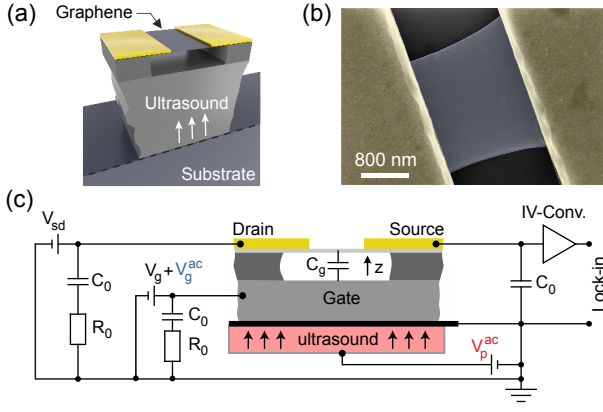 (a)
Graphene
Ultrasound
Substrate
(b)
800 nm
(c)
V_sd
Drain
Source
IV-Conv.
V_g + V_g^ac
C_g
z
C_0
C_0
C_0
R_0
R_0
Gate
ultrasound
V_p^ac
Lock-in